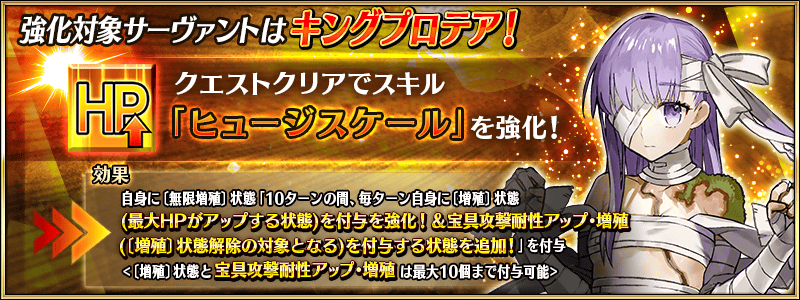 強化対象サーヴァントはキングプロテア!
HP
クエストクリアでスキル
「ヒュージスケール」を強化!
効果
自身に〔無限増殖〕状態「10ターンの間、毎ターン自身に〔増殖〕状態
(最大HPがアップする状態)を付与を強化!&宝具攻撃耐性アップ・増殖
(〔増殖〕状態解除の対象となる)を付与する状態を追加!」を付与
<〔増殖〕状態と宝具攻撃耐性アップ・増殖は最大10個まで付与可能>